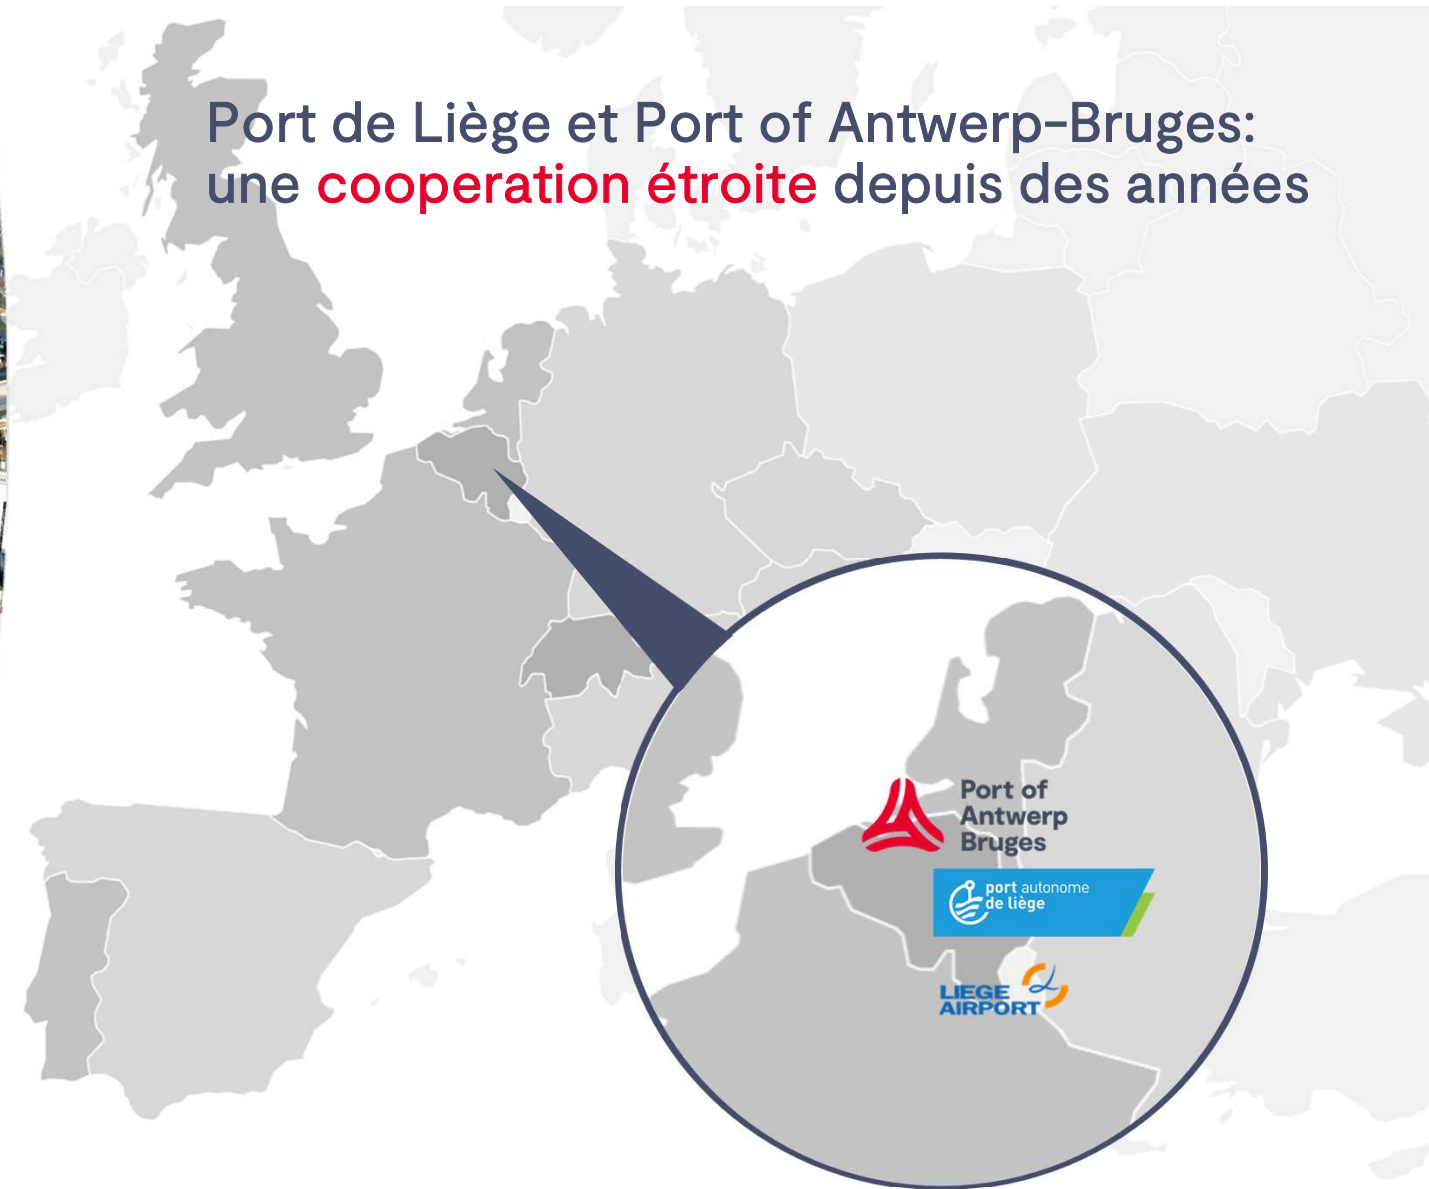 Port de Liège et Port of Antwerp-Bruges:
une cooperation étroite depuis des années
Port of
Antwerp
Bruges
port autonome
de liège
LIEGE
AIRPORT